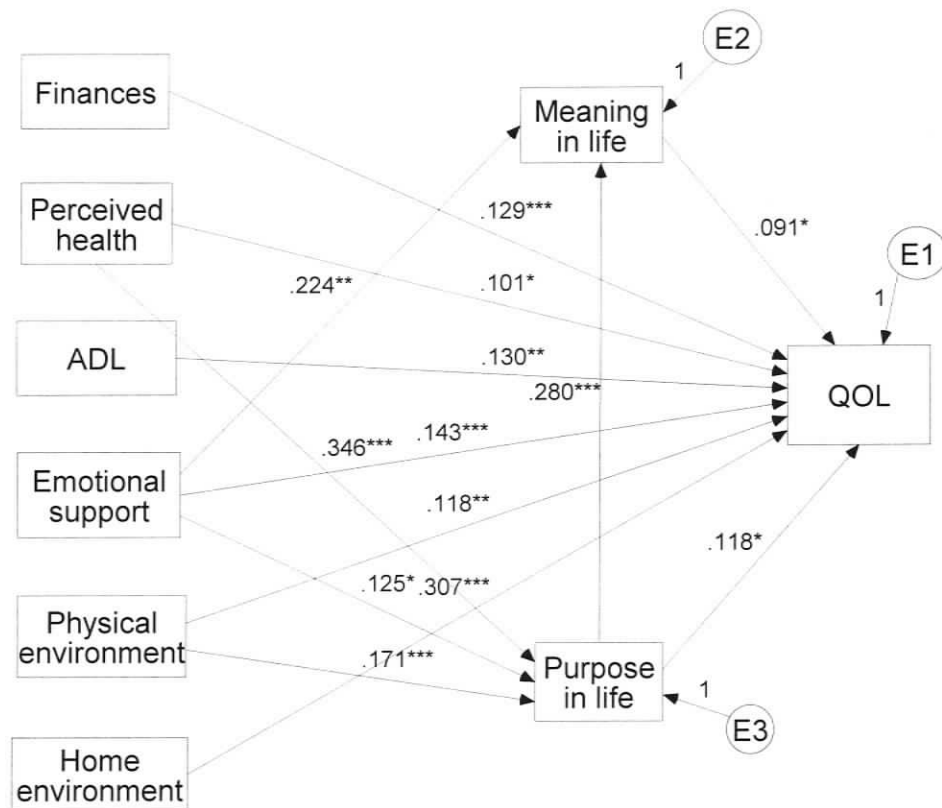 E2
1
Finances
Meaning
in life
Perceived
health
.129***
.091*
E1
.224**
.101*
1
ADL
.130**
.280***
QOL
.346***
.143***
Emotional
support
.118**
.118*
.125*
.307***
Physical
environment
.171***
Purpose
in life
1
E3
Home
environment